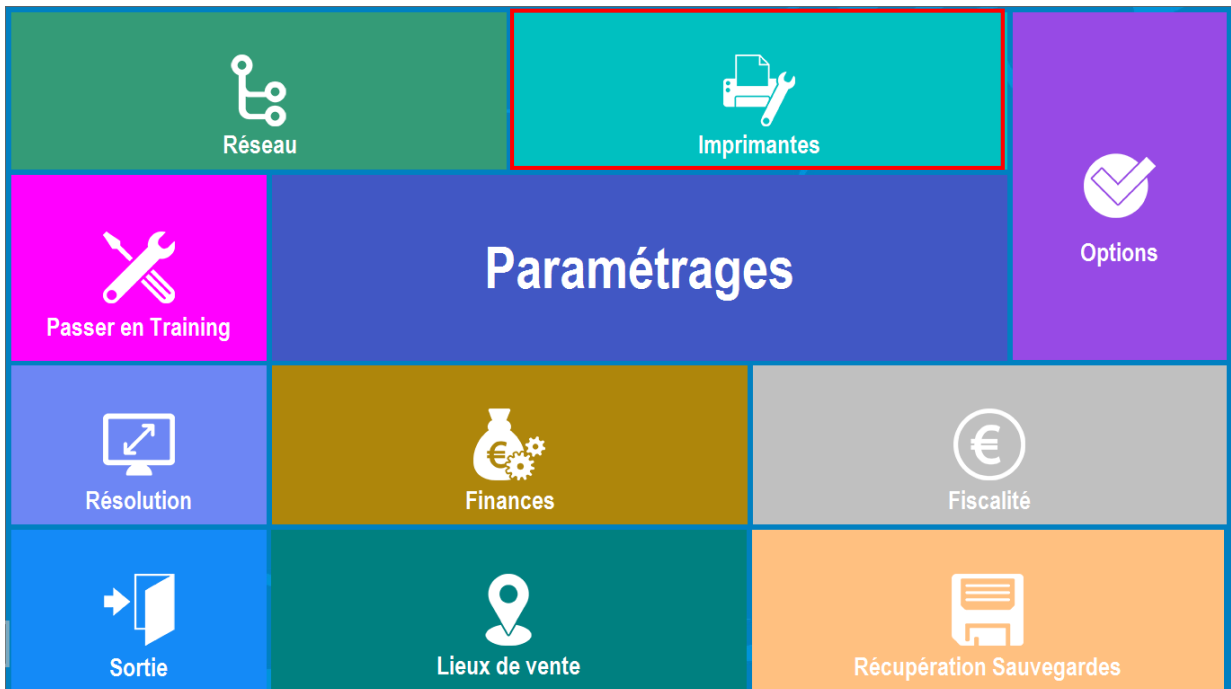 Réseau
Imprimantes
Options
Passer en Training
Paramétrages
Résolution
Finances
Fiscalité
Sortie
Lieux de vente
Récupération Sauvegardes